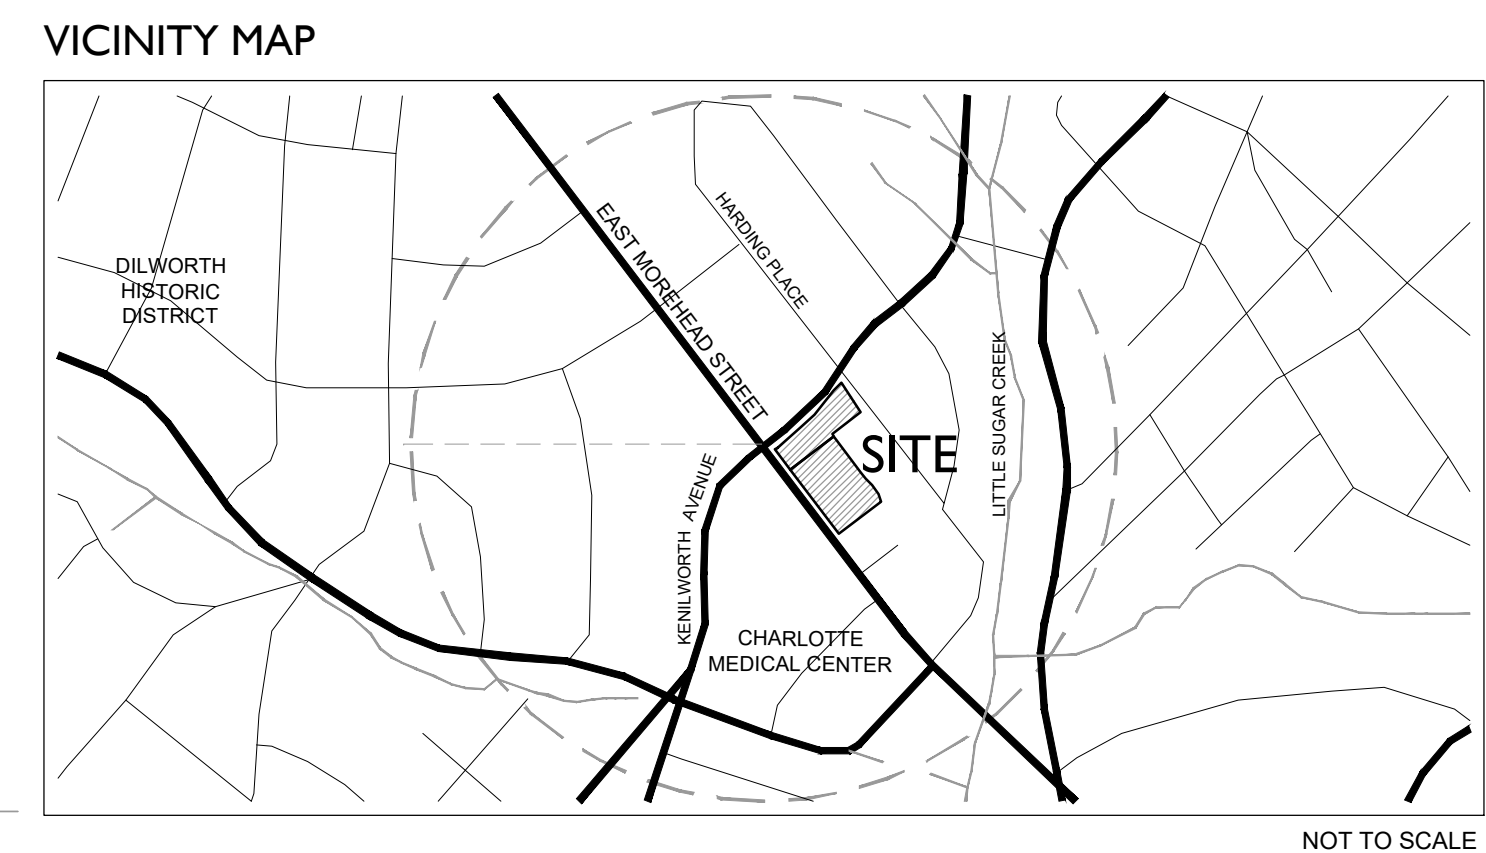 VICINITY MAP
EAST MOREHEAD STREET
HARDING PLACE
DILWORTH
HISTORIC
DISTRICT
LITTLE SUGAR CREEK
SITE
KENILWORTH AVENUE
CHARLOTTE
MEDICAL CENTER
NOT TO SCALE